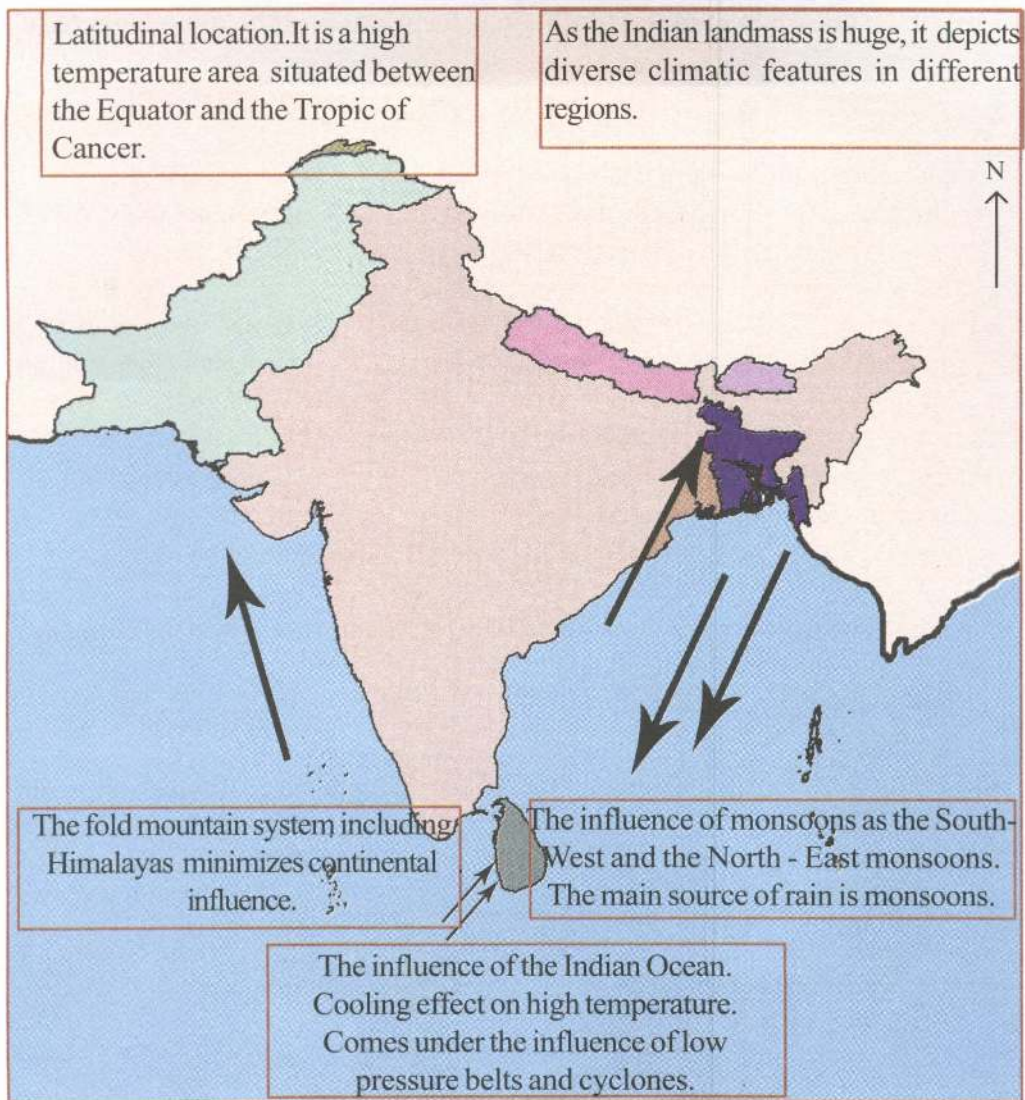 Latitudinal location.It is a high
temperature area situated between
the Equator and the Tropic of
Cancer.
As the Indian landmass is huge, it depicts
diverse climatic features in different
regions.
N
The fold mountain system including
Himalayas minimizes continental
influence.
The influence of monsoons as the South-
West and the North - East monsoons.
The main source of rain is monsoons.
The influence of the Indian Ocean.
Cooling effect on high temperature.
Comes under the influence of low
pressure belts and cyclones.